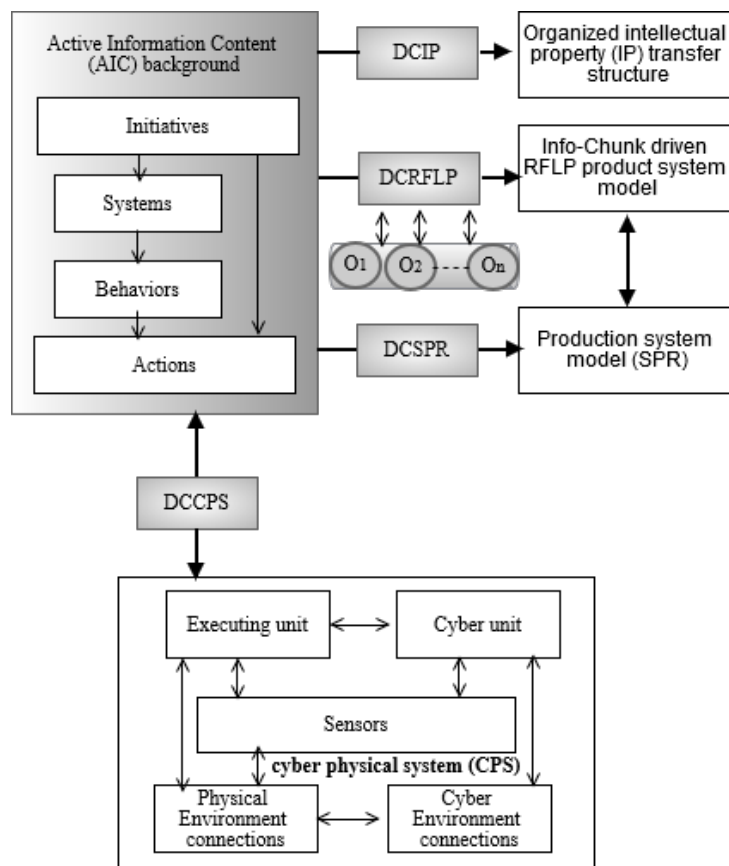 Active Information Content
(AIC) background
Initiatives
Systems
Behaviors
Actions
DCIP
Organized intellectual
property (IP) transfer
structure
DCRFLP
Info-Chunk driven
RFLP product system
model
O1 O2 ---- On
DCSPR
Production system
model (SPR)
DCCPS
Executing unit
Cyber unit
Sensors
cyber physical system (CPS)
Physical
Environment
connections
Cyber
Environment
connections